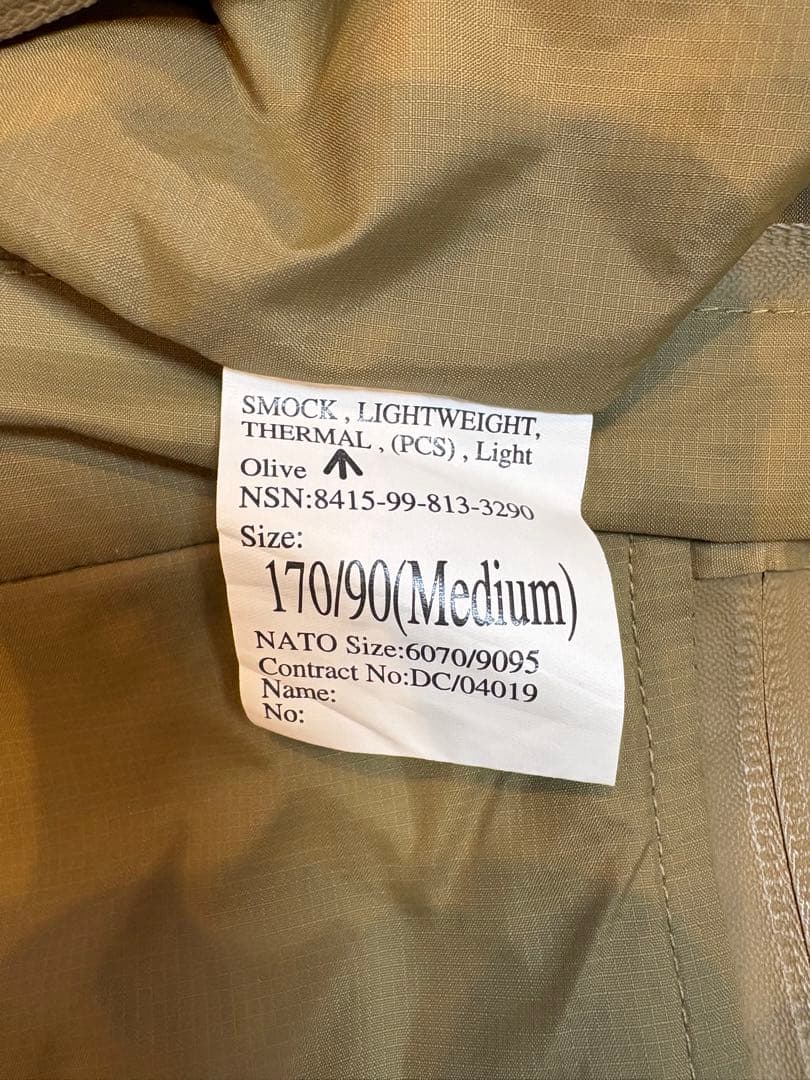 SMOCK , LIGHTWEIGHT,
THERMAL , (PCS) , Light
Olive
NSN:8415-99-813-3290
Size:
170/90(Medium)
NATO Size:6070/9095
Contract No:DC/04019
Name:
No: